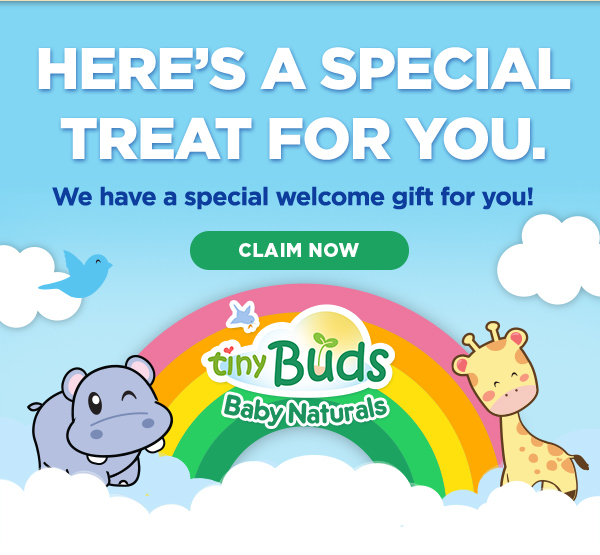 HERE’S A SPECIAL
TREAT FOR YOU.
We have a special welcome gift for you!
CLAIM NOW
tiny Buds
Baby Naturals